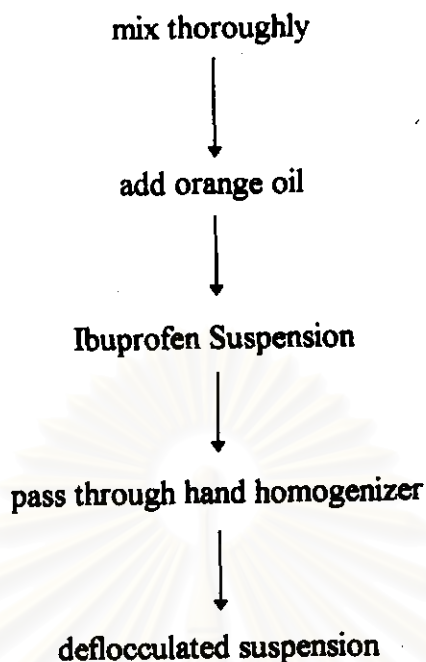 mix thoroughly
add orange oil
Ibuprofen Suspension
pass through hand homogenizer
deflocculated suspension